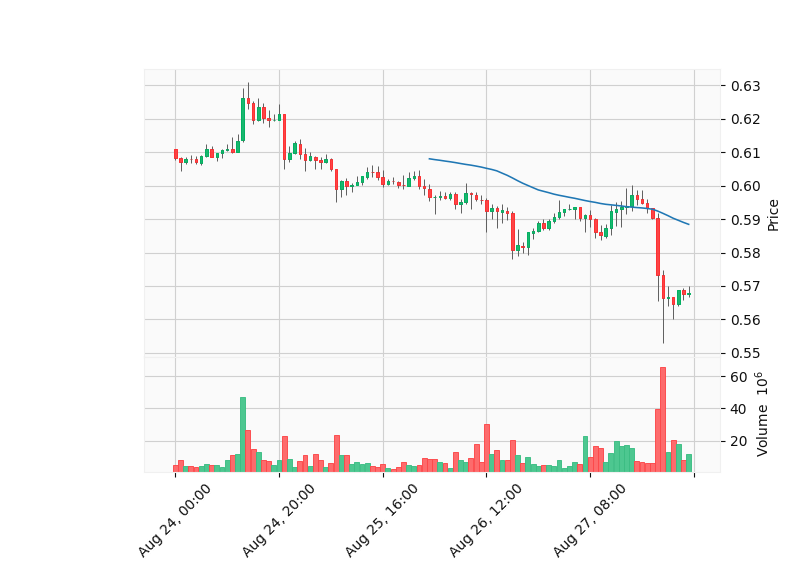 0.63
0.62
0.61
0.60
0.59
0.58
0.57
0.56
0.55
Price
60
40
20
Volume 10^6
Aug 24, 00:00
Aug 24, 20:00
Aug 25, 16:00
Aug 26, 12:00
Aug 27, 08:00